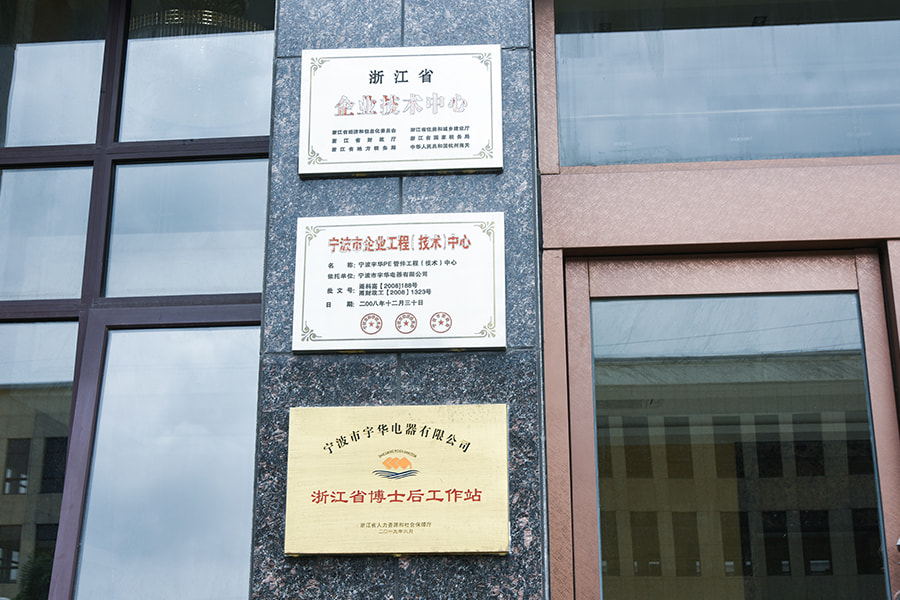 浙江省
企业技术中心
浙江省经济和信息化委员会 浙江省住房和城乡建设厅
浙江省财政厅 浙江省国家税务局
浙江省地方税务局 中华人民共和国杭州海关
宁波市企业工程(技术)中心
名称: 宁波宇华PE管件工程(技术)中心
依托单位: 宁波市宇华电器有限公司
批文号: 甬科高【2008】188号
甬财政工【2008】1323号
日期: 二00八年十二月三十日
宁波市宇华电器有限公司
浙江省博士后工作站
浙江省人力资源和社会保障厅
二〇一九年六月